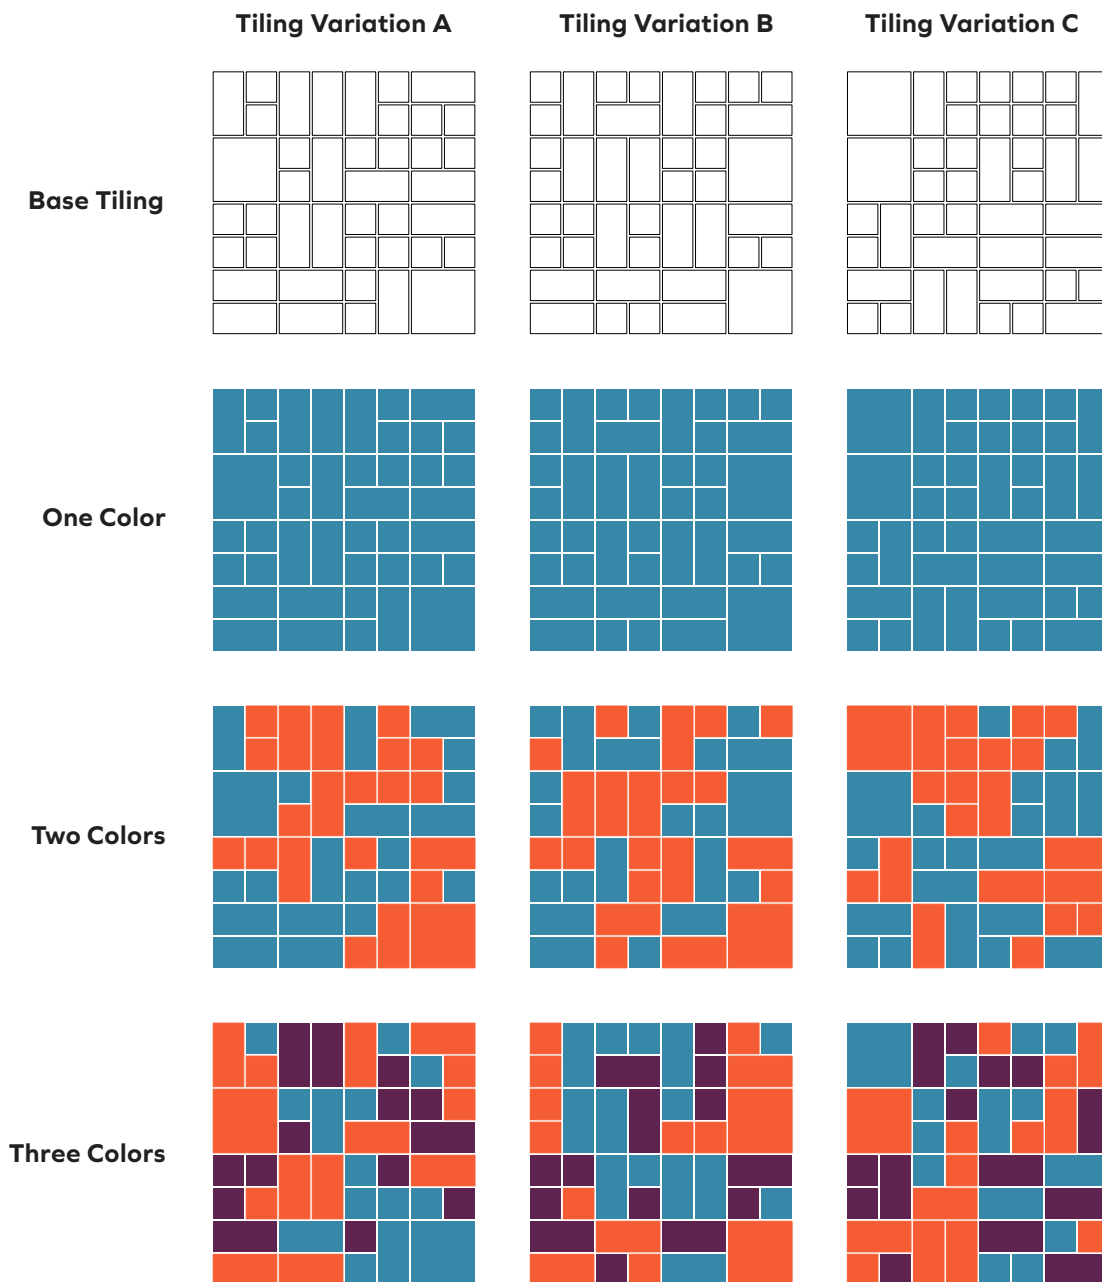 Tiling Variation A
Tiling Variation B
Tiling Variation C
Base Tiling
One Color
Two Colors
Three Colors